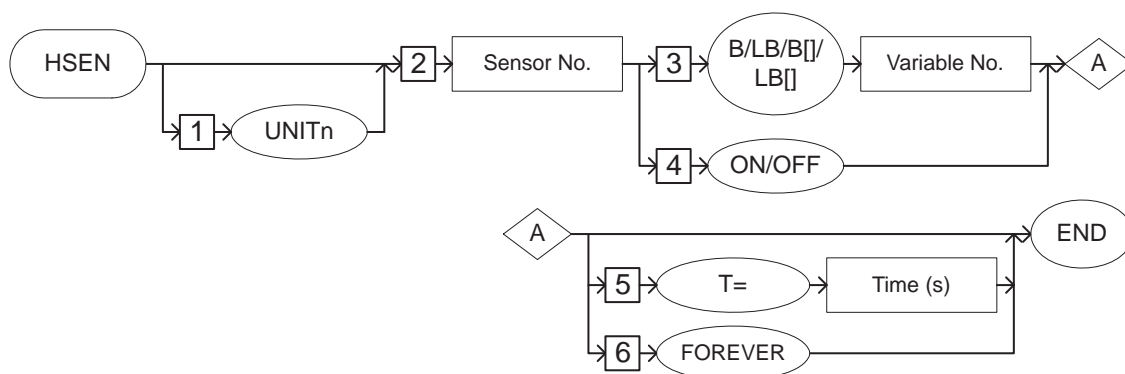 HSEN
2
Sensor No.
3
B/LB/B[]/
LB[]
Variable No.
A
1
UNITn
4
ON/OFF
A
END
5
T=
Time (s)
6
FOREVER